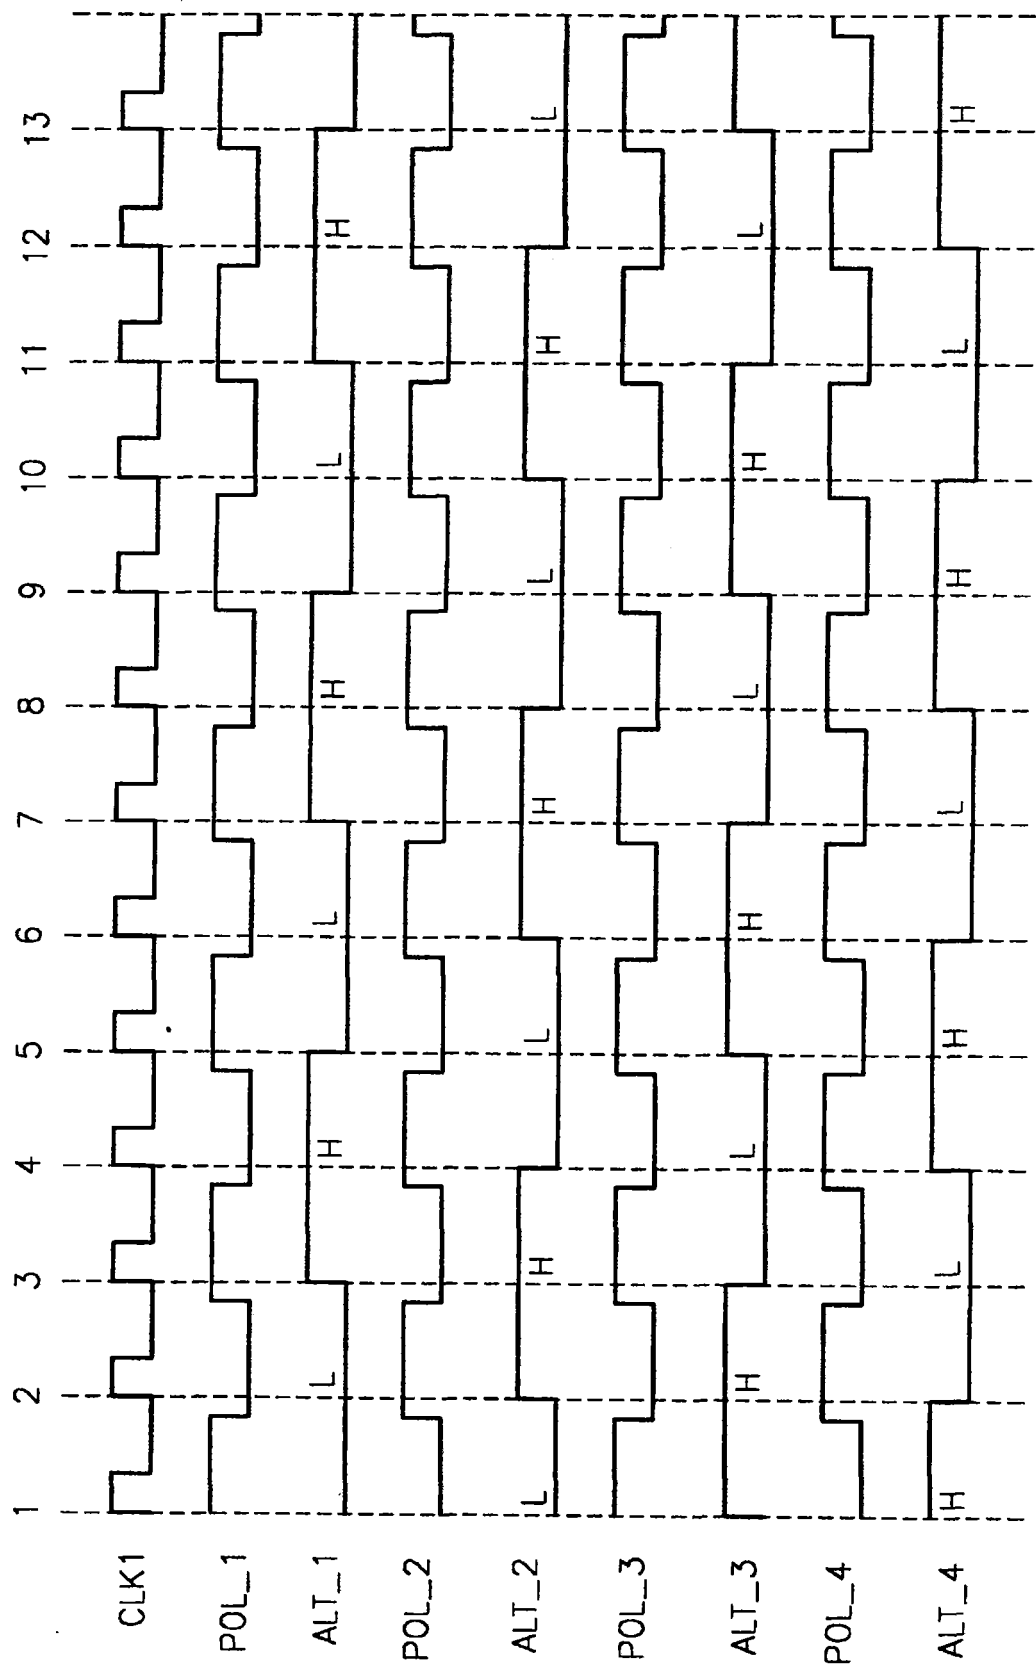 1 2 3 4 5 6 7 8 9 10 11 12 13
CLK1
POL_1
ALT_1 L H L H L H
POL_2
ALT_2 L H L H L H L
POL_3
ALT_3 H L H L H L
POL_4
ALT_4 H L H L H L H